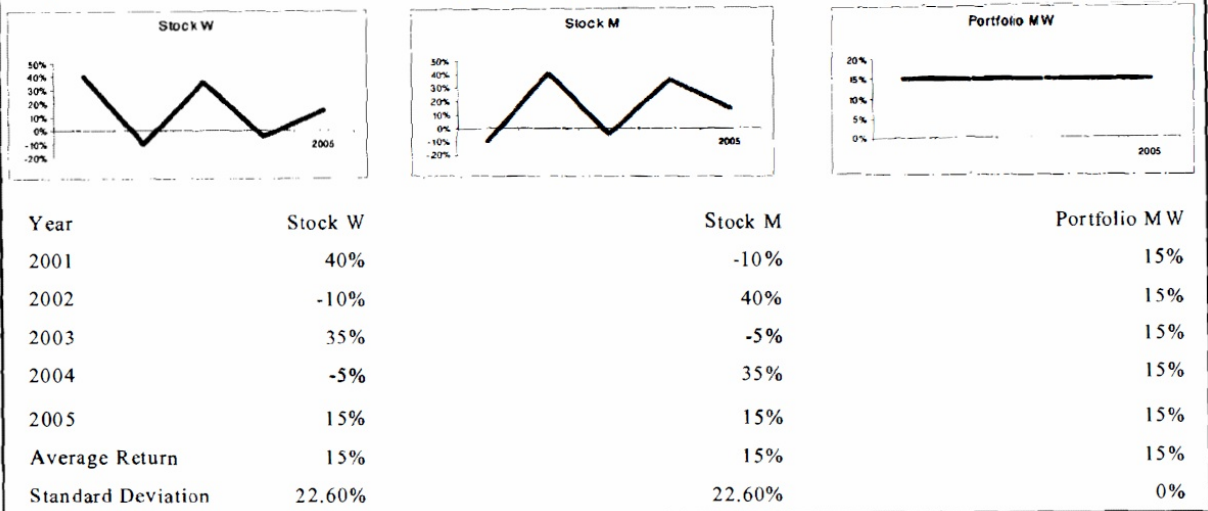 Stock W
50%
40%
30%
20%
10%
0%
-10%
-20%
2005
Stock M
50%
40%
30%
20%
10%
0%
-10%
-20%
2005
Portfolio MW
20%
15%
10%
5%
0%
2005
Year Stock W Stock M Portfolio MW
2001 40% -10% 15%
2002 -10% 40% 15%
2003 35% -5% 15%
2004 -5% 35% 15%
2005 15% 15% 15%
Average Return 15% 15% 15%
Standard Deviation 22.60% 22.60% 0%